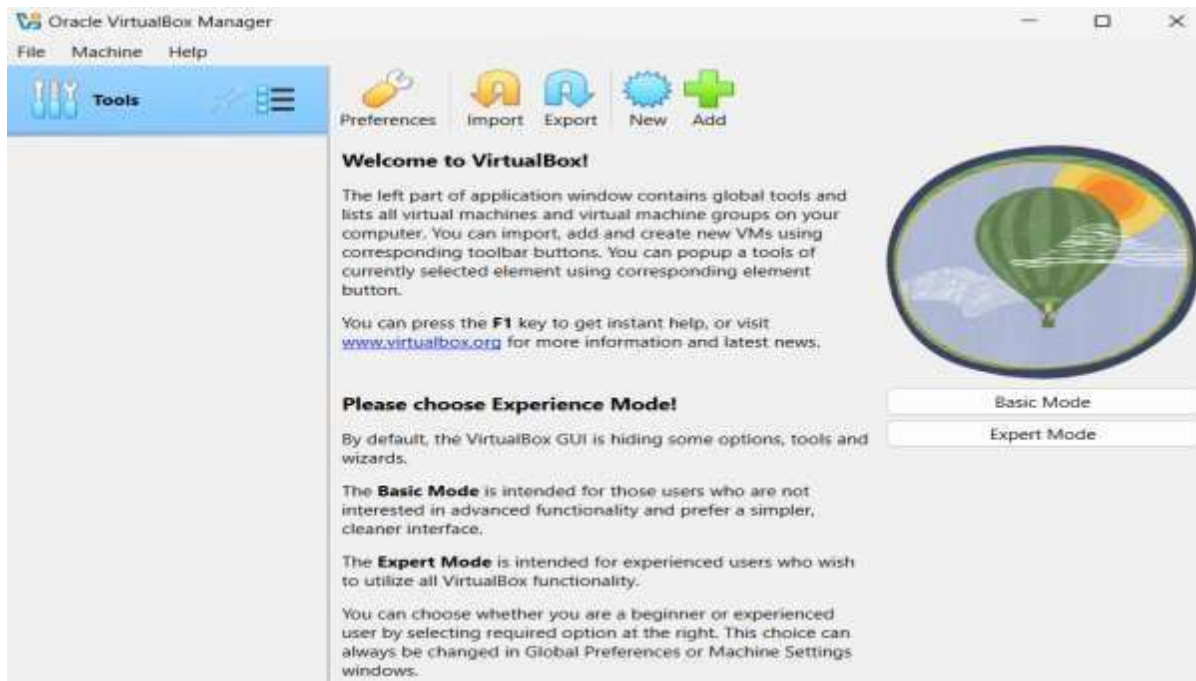 Oracle VirtualBox Manager
File Machine Help
Tools
Preferences Import Export New Add
Welcome to VirtualBox!
The left part of application window contains global tools and
lists all virtual machines and virtual machine groups on your
computer. You can import, add and create new VMs using
corresponding toolbar buttons. You can popup a tools of
currently selected element using corresponding element
button.
You can press the F1 key to get instant help, or visit
www.virtualbox.org for more information and latest news.
Please choose Experience Mode!
By default, the VirtualBox GUI is hiding some options, tools and
wizards.
The Basic Mode is intended for those users who are not
interested in advanced functionality and prefer a simpler,
cleaner interface.
The Expert Mode is intended for experienced users who wish
to utilize all VirtualBox functionality.
You can choose whether you are a beginner or experienced
user by selecting required option at the right. This choice can
always be changed in Global Preferences or Machine Settings
windows.
Basic Mode
Expert Mode